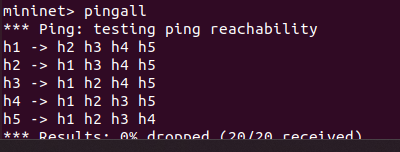 mininet> pingall
*** Ping: testing ping reachability
h1 -> h2 h3 h4 h5
h2 -> h1 h3 h4 h5
h3 -> h1 h2 h4 h5
h4 -> h1 h2 h3 h5
h5 -> h1 h2 h3 h4
*** Results: 0% dropped (20/20 received)